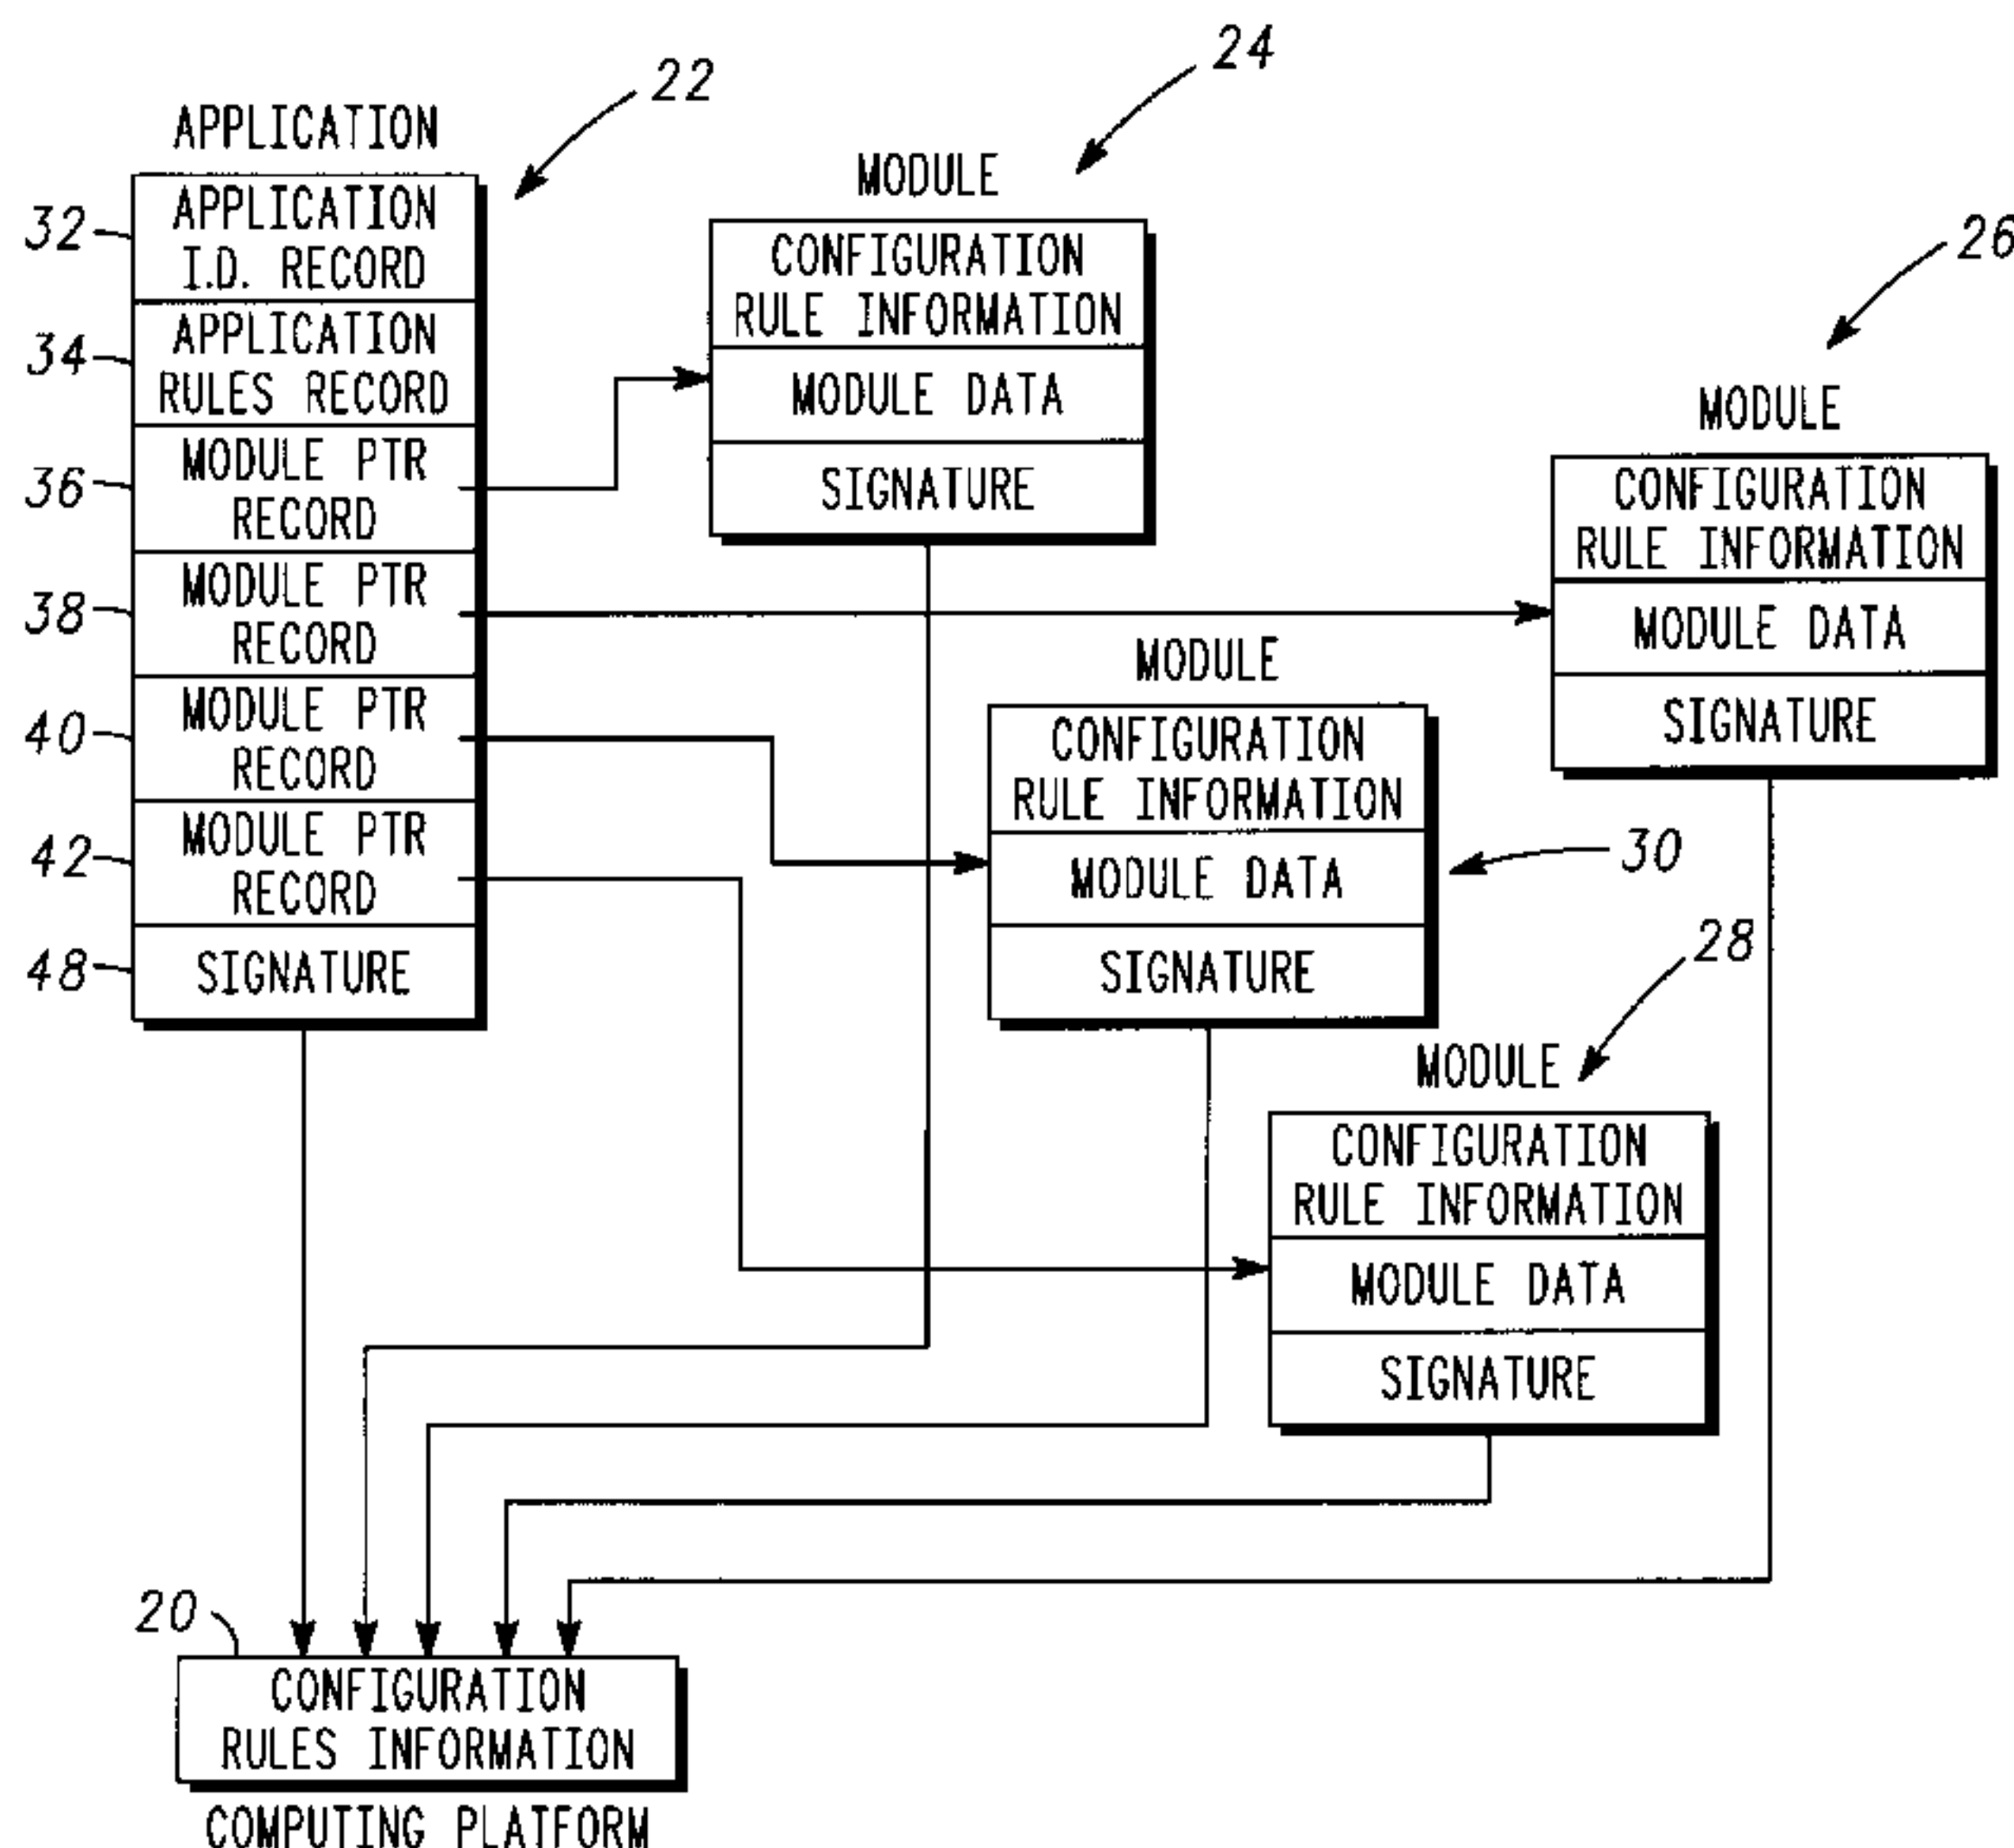 22
24
APPLICATION
MODULE
26
32
APPLICATION
I.D. RECORD
34
APPLICATION
RULES RECORD
36
MODULE PTR
RECORD
38
MODULE PTR
RECORD
40
MODULE PTR
RECORD
42
MODULE PTR
RECORD
48
SIGNATURE
CONFIGURATION
RULE INFORMATION
MODULE DATA
SIGNATURE
MODULE
CONFIGURATION
RULE INFORMATION
MODULE DATA
SIGNATURE
MODULE
CONFIGURATION
RULE INFORMATION
MODULE DATA
SIGNATURE
30
28
MODULE
CONFIGURATION
RULE INFORMATION
MODULE DATA
SIGNATURE
20
CONFIGURATION
RULES INFORMATION
COMPUTING PLATFORM